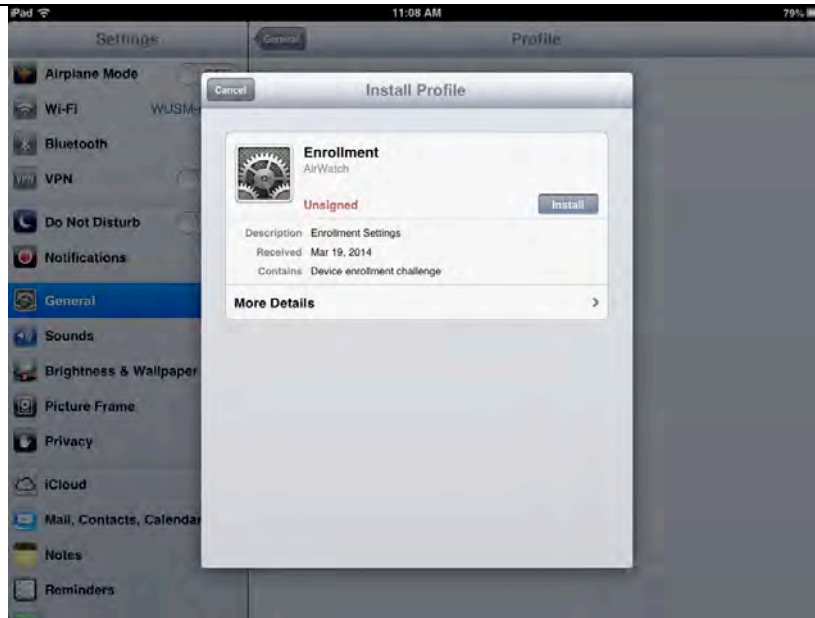 iPad
11:08 AM
79%
Settings
General
Profile
Airplane Mode
Wi-Fi
Bluetooth
VPN
Do Not Disturb
Notifications
General
Sounds
Brightness & Wallpaper
Picture Frame
Privacy
iCloud
Mail, Contacts, Calendar
Notes
Reminders
Cancel
Install Profile
Enrollment
AirWatch
Unsigned
Install
Description Enrollment Settings
Received Mar 19, 2014
Contains Device enrollment challenge
More Details